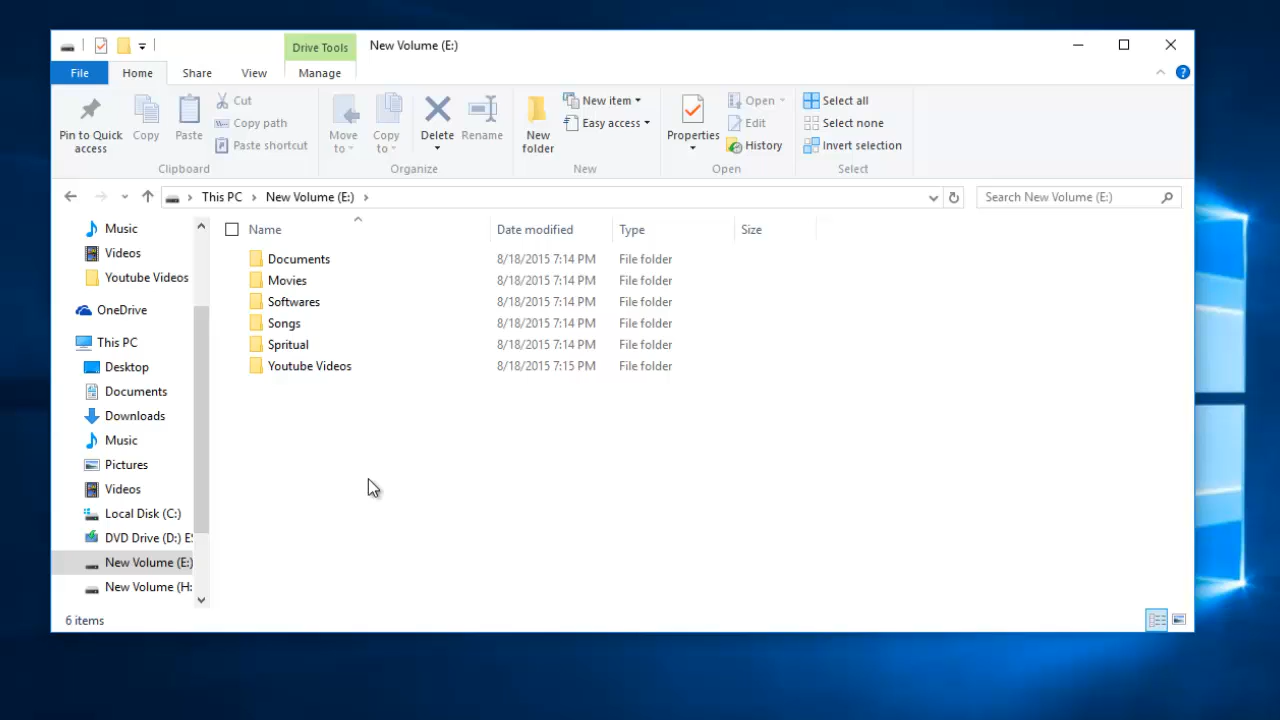 Drive Tools New Volume (E:)
File Home Share View Manage
Pin to Quick access
Copy
Paste
Cut
Copy path
Paste shortcut
Clipboard
Move to
Copy to
Delete
Rename
Organize
New folder
New item
Easy access
New
Properties
Open
Edit
History
Open
Select all
Select none
Invert selection
Select
This PC New Volume (E:)
Search New Volume (E:)
Music
Videos
Youtube Videos
OneDrive
This PC
Desktop
Documents
Downloads
Music
Pictures
Videos
Local Disk (C:)
DVD Drive (D:) E
New Volume (E:)
New Volume (H:
Name Date modified Type Size
Documents 8/18/2015 7:14 PM File folder
Movies 8/18/2015 7:14 PM File folder
Softwares 8/18/2015 7:14 PM File folder
Songs 8/18/2015 7:14 PM File folder
Spritual 8/18/2015 7:14 PM File folder
Youtube Videos 8/18/2015 7:15 PM File folder
6 items